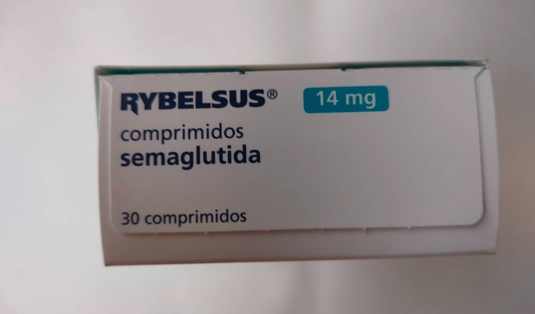 RYBELSUS® 14 mg
comprimidos
semaglutida
30 comprimidos